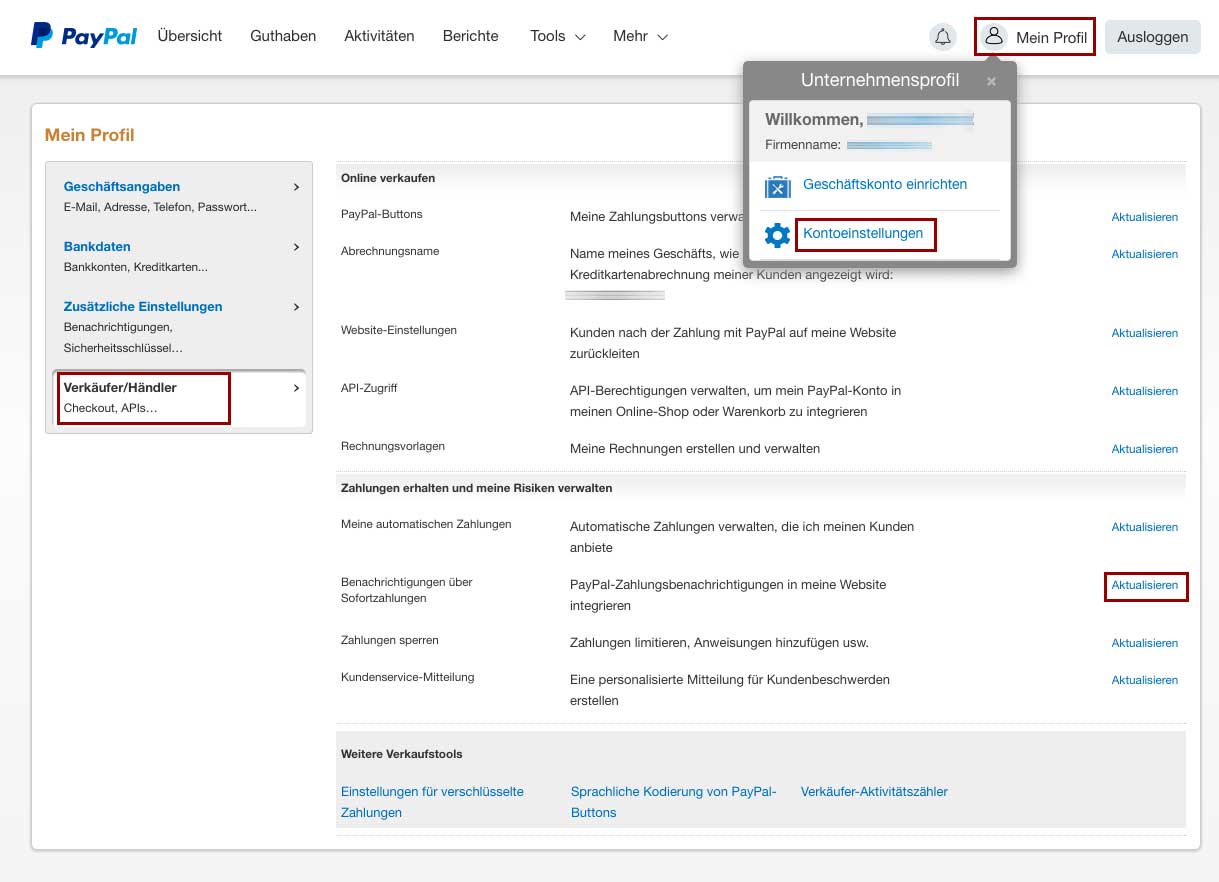 PayPal Übersicht Guthaben Aktivitäten Berichte Tools Mehr Mein Profil Ausloggen
Unternehmensprofil ×
Willkommen,
Firmenname:
Geschäftskonto einrichten
Kontoeinstellungen
Mein Profil
Geschäftsangaben
E-Mail, Adresse, Telefon, Passwort...
Bankdaten
Bankkonten, Kreditkarten...
Zusätzliche Einstellungen
Benachrichtigungen,
Sicherheitsschlüssel...
Verkäufer/Händler
Checkout, APIs...
Online verkaufen
PayPal-Buttons Meine Zahlungsbuttons Aktualisieren
Abrechnungsname Name meines Geschäfts, wie Aktualisieren
Kreditkartenabrechnung meiner Kunden angezeigt wird:
Website-Einstellungen Kunden nach der Zahlung mit PayPal auf meine Website Aktualisieren
zurückleiten
API-Zugriff API-Berechtigungen verwalten, um mein PayPal-Konto in Aktualisieren
meinen Online-Shop oder Warenkorb zu integrieren
Rechnungsvorlagen Meine Rechnungen erstellen und verwalten Aktualisieren
Zahlungen erhalten und meine Risiken verwalten
Meine automatischen Zahlungen Automatische Zahlungen verwalten, die ich meinen Kunden Aktualisieren
anbiete
Benachrichtigungen über PayPal-Zahlungsbenachrichtigungen in meine Website Aktualisieren
Sofortzahlungen integrieren
Zahlungen sperren Zahlungen limitieren, Anweisungen hinzufügen usw. Aktualisieren
Kundenservice-Mitteilung Eine personalisierte Mitteilung für Kundenbeschwerden Aktualisieren
erstellen
Weitere Verkaufstools
Einstellungen für verschlüsselte Sprachliche Kodierung von PayPal- Verkäufer-Aktivitätszähler
Zahlungen Buttons